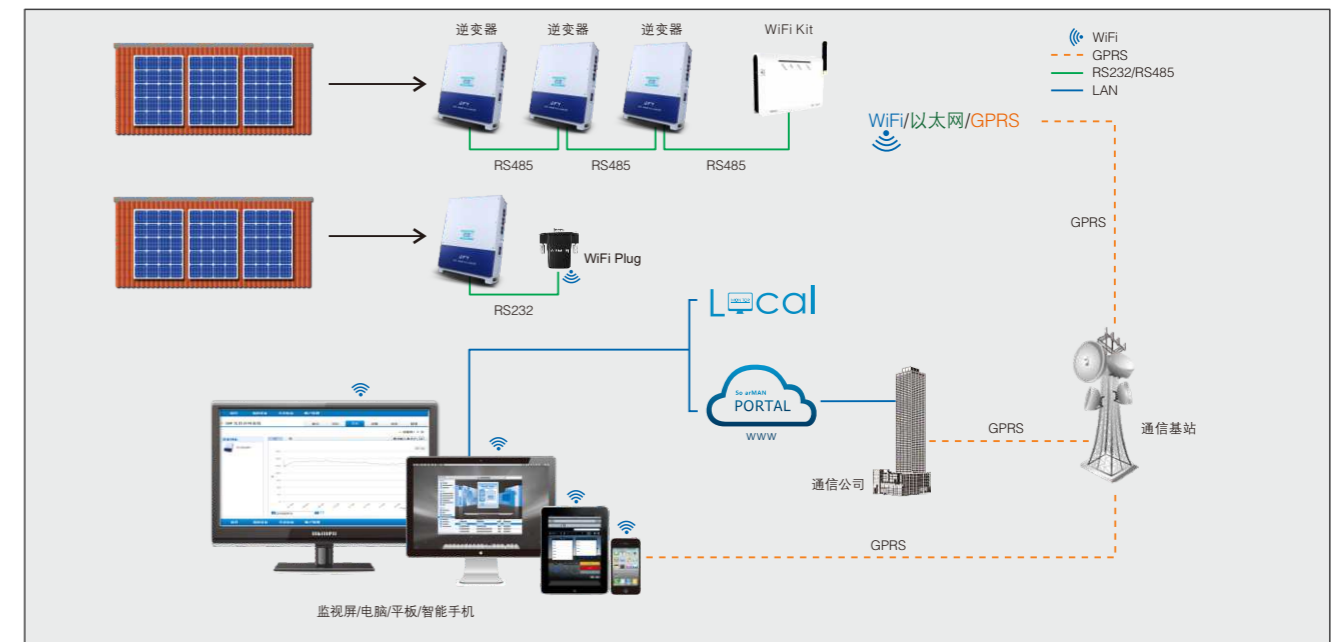 逆变器
逆变器
逆变器
WiFi Kit
WiFi
GPRS
RS232/RS485
LAN
WiFi/以太网/GPRS
RS485
RS485
RS485
GPRS
WiFi Plug
RS232
Local
So arMAN
PORTAL
www
GPRS
通信基站
通信公司
GPRS
监视屏/电脑/平板/智能手机